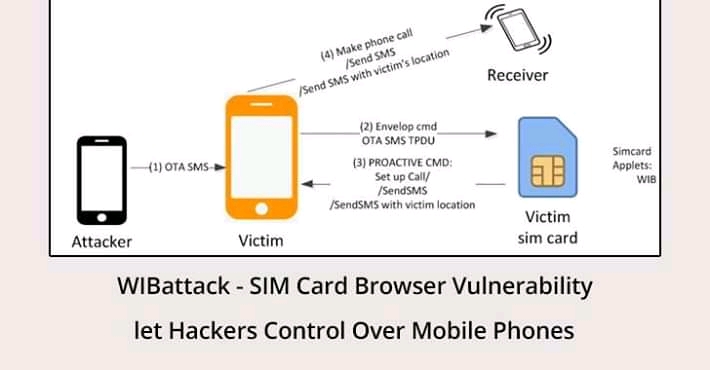 (4) Make phone call
/Send SMS
/Send SMS with victim's location
Receiver
(1) OTA SMS
(2) Envelop cmd
OTA SMS TPDU
(3) PROACTIVE CMD:
Set up Call/
/SendSMS
/SendSMS with victim location
Simcard
Applets:
WIB
Attacker
Victim
Victim
sim card
WIBattack - SIM Card Browser Vulnerability
let Hackers Control Over Mobile Phones